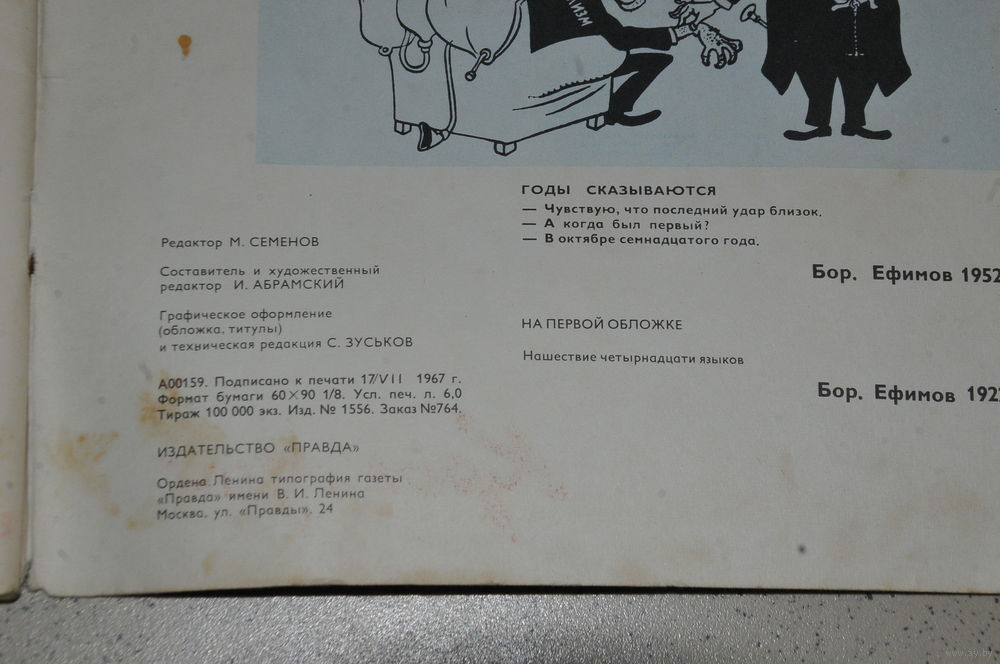 ЛИЗМ
ГОДЫ СКАЗЫВАЮТСЯ
— Чувствую, что последний удар близок.
— А когда был первый?
— В октябре семнадцатого года.
Бор. Ефимов 1952
НА ПЕРВОЙ ОБЛОЖКЕ
Нашествие четырнадцати языков
Бор. Ефимов 192
Редактор М. СЕМЕНОВ
Составитель и художественный
редактор И. АБРАМСКИЙ
Графическое оформление
(обложка, титулы)
и техническая редакция С. ЗУСЬКОВ
А00159. Подписано к печати 17/VII 1967 г.
Формат бумаги 60×90 1/8. Усл. печ. л. 6,0
Тираж 100 000 экз. Изд. № 1556. Заказ №764.
ИЗДАТЕЛЬСТВО «ПРАВДА»
Ордена Ленина типография газеты
«Правда» имени В. И. Ленина
Москва, ул. «Правды», 24
www.ay.by